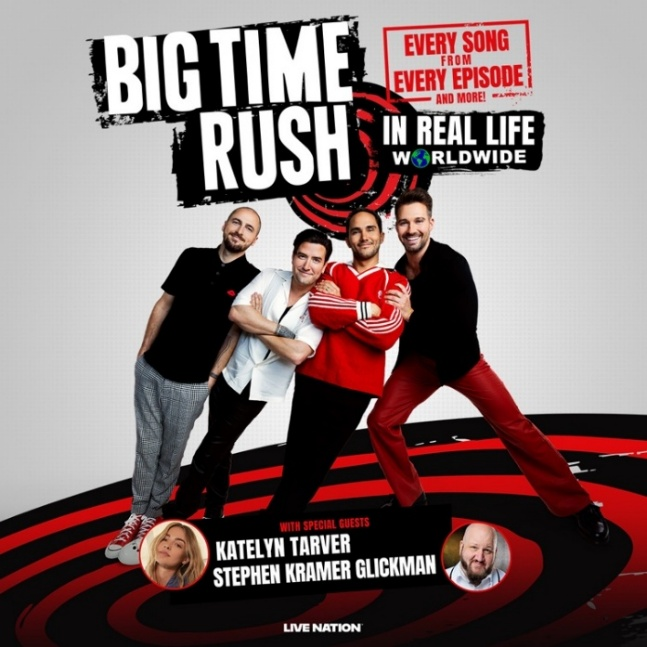 BIG TIME
RUSH
EVERY SONG
FROM
EVERY EPISODE
AND MORE!
IN REAL LIFE
WORLDWIDE
WITH SPECIAL GUESTS
KATELYN TARVER
STEPHEN KRAMER GLICKMAN
LIVE NATION